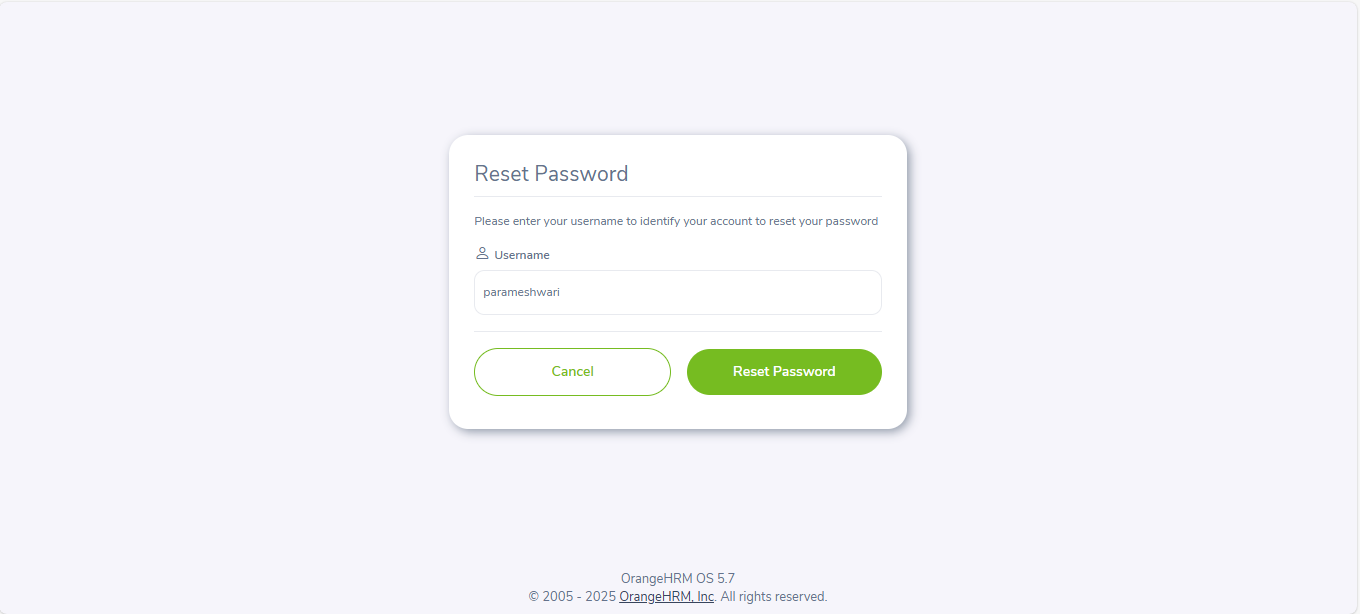 Reset Password
Please enter your username to identify your account to reset your password
Username
parameshwari
Cancel
Reset Password
OrangeHRM OS 5.7
© 2005 - 2025 OrangeHRM, Inc. All rights reserved.